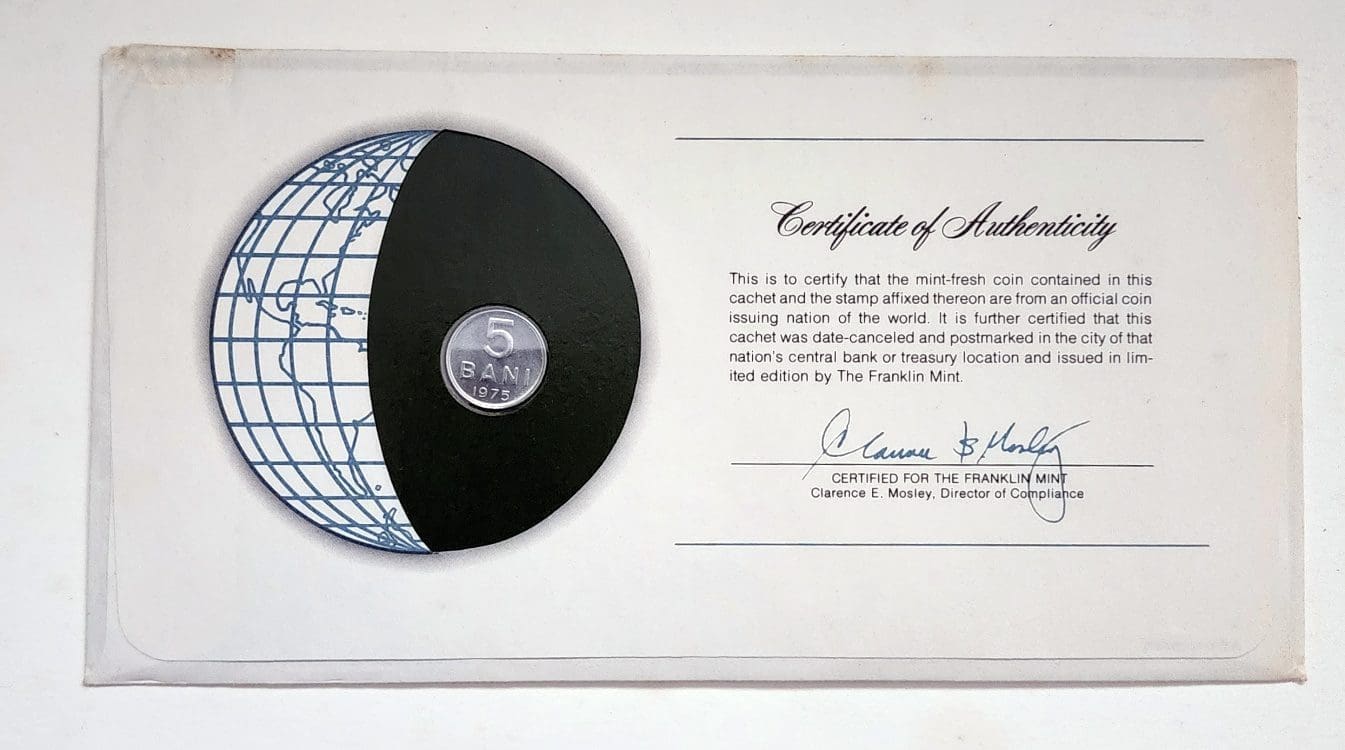 5
BANI
1975
Certificate of Authenticity
This is to certify that the mint-fresh coin contained in this
cachet and the stamp affixed thereon are from an official coin
issuing nation of the world. It is further certified that this
cachet was date-canceled and postmarked in the city of that
nation's central bank or treasury location and issued in lim-
ited edition by The Franklin Mint.
CERTIFIED FOR THE FRANKLIN MINT
Clarence E. Mosley, Director of Compliance